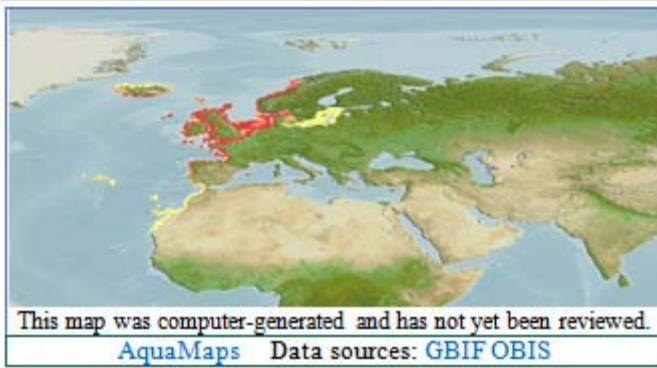 This map was computer-generated and has not yet been reviewed.
AquaMaps Data sources: GBIF OBIS